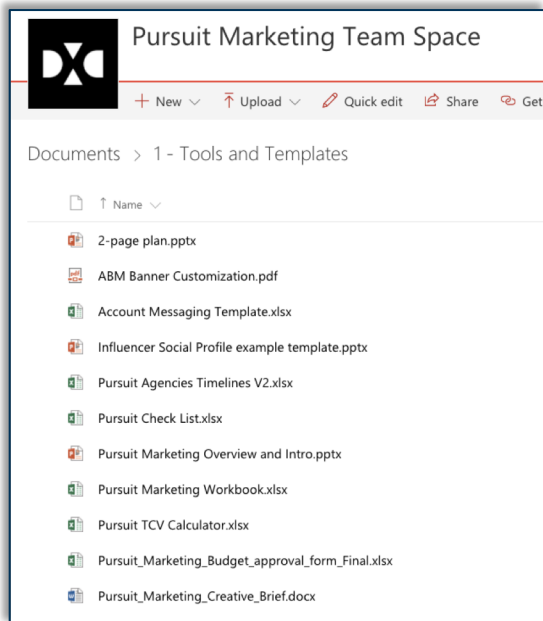 DXC
Pursuit Marketing Team Space
New Upload Quick edit Share Get
Documents > 1 - Tools and Templates
↑ Name
2-page plan.pptx
ABM Banner Customization.pdf
Account Messaging Template.xlsx
Influencer Social Profile example template.pptx
Pursuit Agencies Timelines V2.xlsx
Pursuit Check List.xlsx
Pursuit Marketing Overview and Intro.pptx
Pursuit Marketing Workbook.xlsx
Pursuit TCV Calculator.xlsx
Pursuit_Marketing_Budget_approval_form_Final.xlsx
Pursuit_Marketing_Creative_Brief.docx